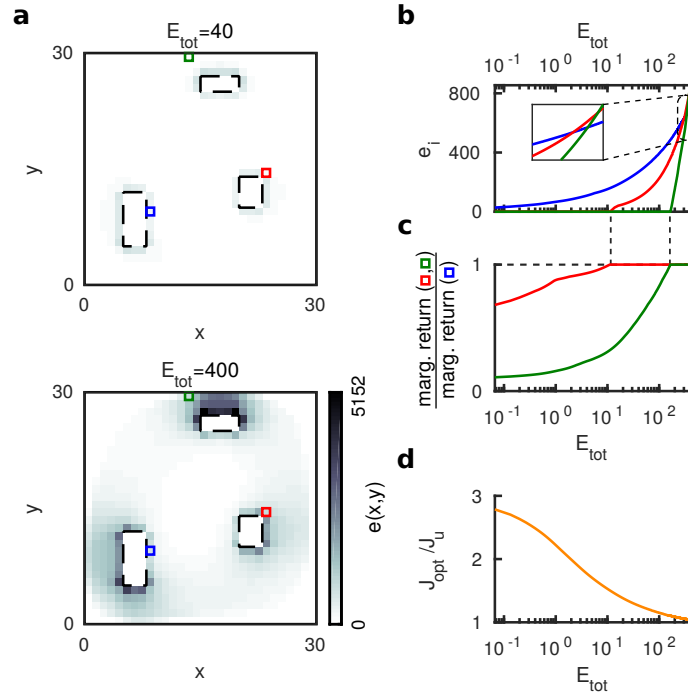 a
E_tot=40
30
y
0
0
x
30
E_tot=400
30
y
0
0
x
30
5152
e(x,y)
0
b
E_tot
10^-1 10^0 10^1 10^2
800
400
0
e_i
c
1
0
marg. return (□,□)
marg. return (□)
10^-1 10^0 10^1 10^2
E_tot
d
3
2
1
J_opt/J_u
10^-1 10^0 10^1 10^2
E_tot